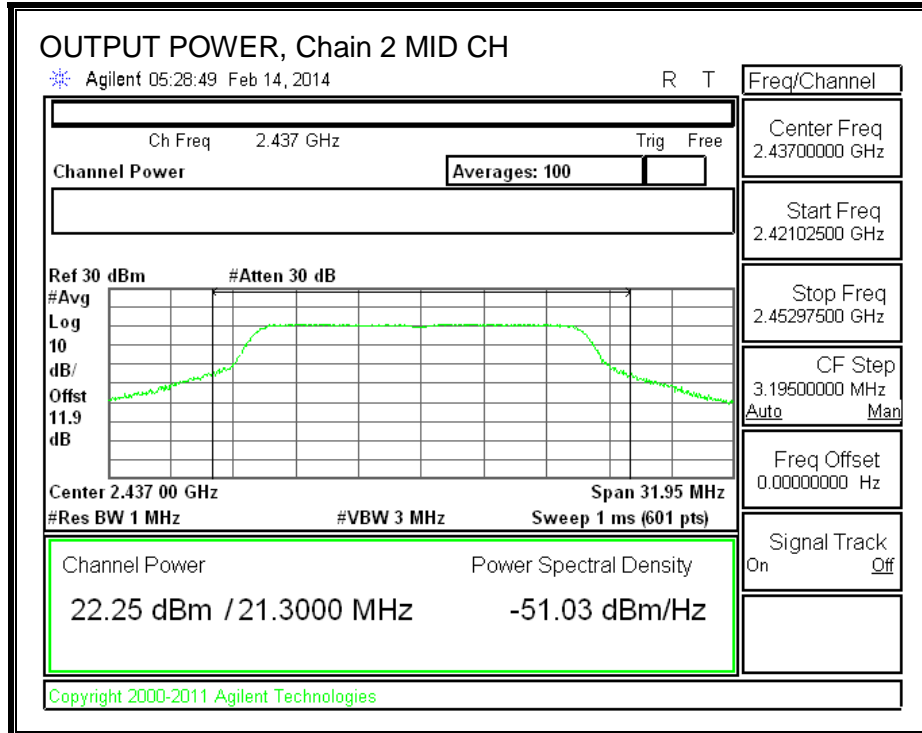 OUTPUT POWER, Chain 2 MID CH
Agilent 05:28:49 Feb 14, 2014 R T
Freq/Channel
Ch Freq 2.437 GHz Trig Free
Channel Power Averages: 100
Center Freq
2.43700000 GHz
Start Freq
2.42102500 GHz
Stop Freq
2.45297500 GHz
CF Step
3.19500000 MHz
Auto Man
Freq Offset
0.00000000 Hz
Signal Track
On Off
Ref 30 dBm #Atten 30 dB
#Avg
Log
10
dB/
Offst
11.9
dB
Center 2.437 00 GHz Span 31.95 MHz
#Res BW 1 MHz #VBW 3 MHz Sweep 1 ms (601 pts)
Channel Power Power Spectral Density
22.25 dBm / 21.3000 MHz -51.03 dBm/Hz
Copyright 2000-2011 Agilent Technologies